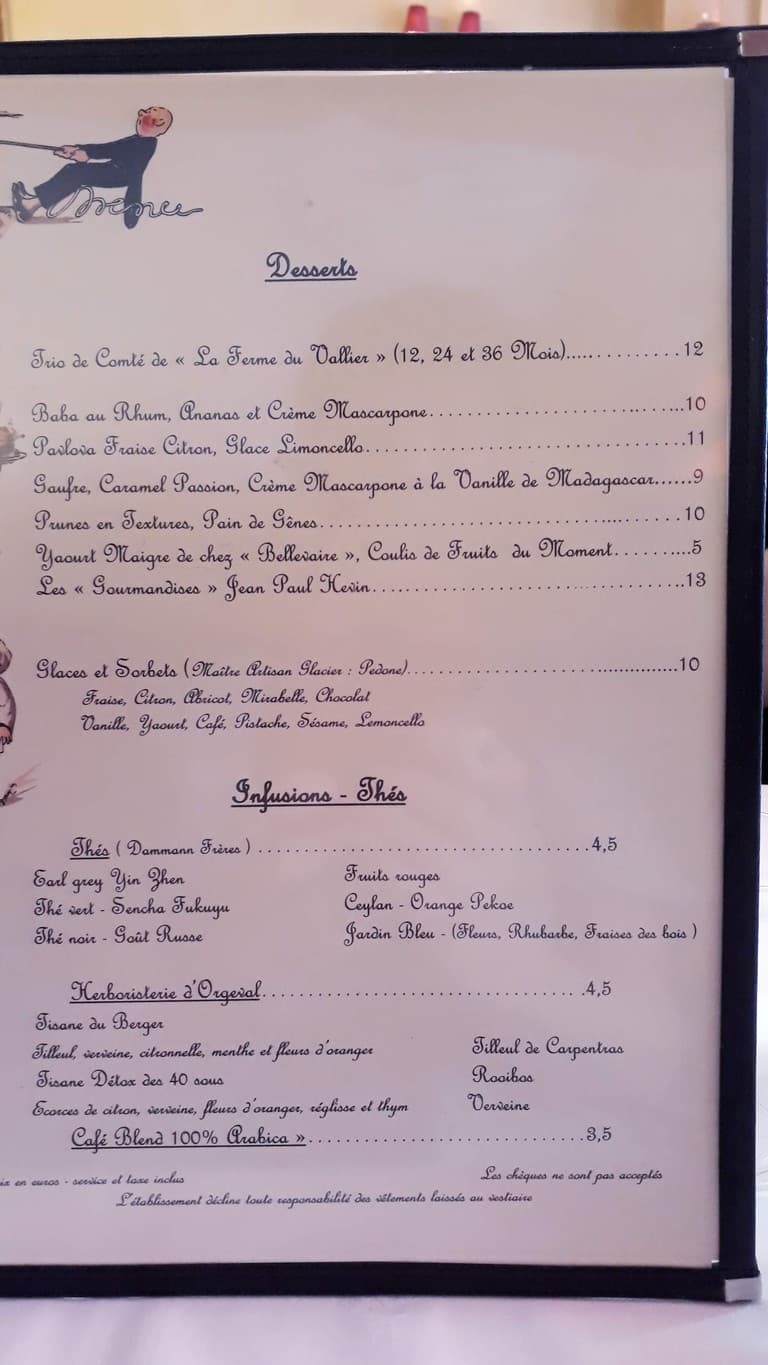 Desserts
Trio de Comté de « La Ferme du Vallier » (12, 24 et 36 Mois)...............12
Baba au Rhum, Ananas et Crème Mascarpone..............................10
Pavlova Fraise Citron, Glace Limoncello...................................11
Gaufre, Caramel Passion, Crème Mascarpone à la Vanille de Madagascar......9
Prunes en Textures, Pain de Gênes........................................10
Yaourt Maigre de chez « Bellevaire », Coulis de Fruits du Moment..........5
Les « Gourmandises » Jean Paul Hevin...................................13
Glaces et Sorbets (Maître Artisan Glacier : Pedone)..............................10
Fraise, Citron, Abricot, Mirabelle, Chocolat
Vanille, Yaourt, Café, Pistache, Sésame, Lemoncello
Infusions - Thés
Thés ( Dammann Frères ) ..................................4,5
Earl grey Yin Zhen Fruits rouges
Thé vert - Sencha Fukuyu Ceylan - Orange Pekoe
Thé noir - Goût Russe Jardin Bleu - (Fleurs, Rhubarbe, Fraises des bois )
Herboristerie d'Orgeval..................................4,5
Tisane du Berger
Tilleul, verveine, citronnelle, menthe et fleurs d'oranger Tilleul de Carpentras
Tisane Détox des 40 sous Rooibos
Ecorces de citron, verveine, fleurs d'oranger, réglisse et thym Verveine
Café Blend 100% Arabica »..............................3,5
ix en euros - service et taxe inclus Les chèques ne sont pas acceptés
L'établissement décline toute responsabilité des vêtements laissés au vestiaire